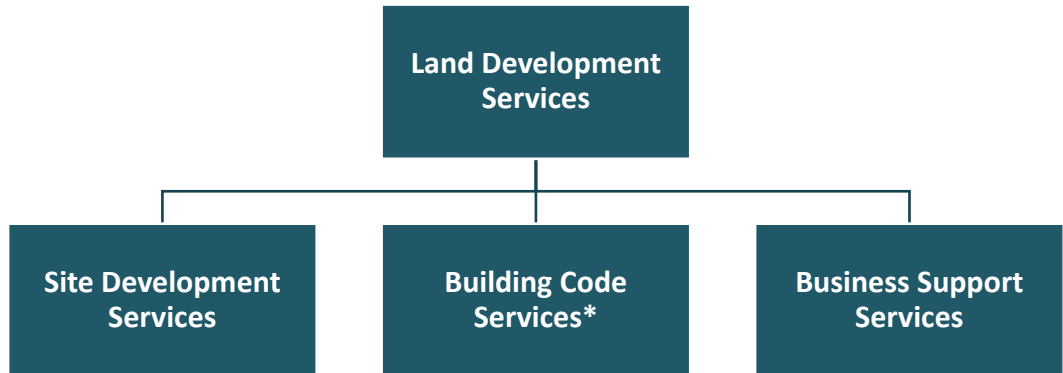 Land Development
Services
Site Development
Services
Building Code
Services*
Business Support
Services